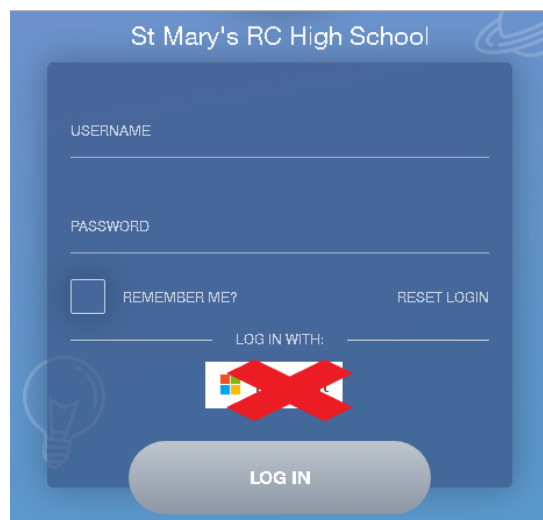 St Mary's RC High School
USERNAME
PASSWORD
REMEMBER ME? RESET LOGIN
LOG IN WITH:
LOG IN